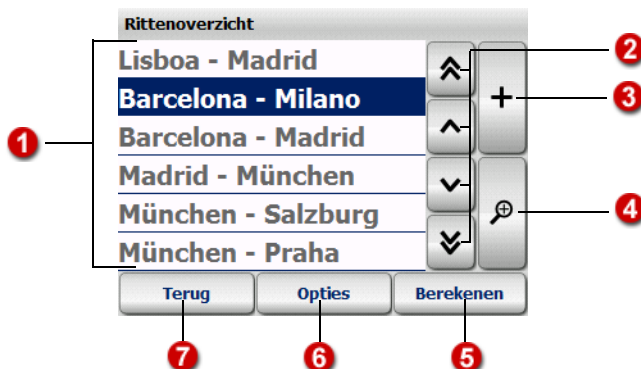 Rittenoverzicht
Lisboa - Madrid
Barcelona - Milano
Barcelona - Madrid
Madrid - München
München - Salzburg
München - Praha
Terug
Opties
Berekenen
1
2
3
4
7
6
5